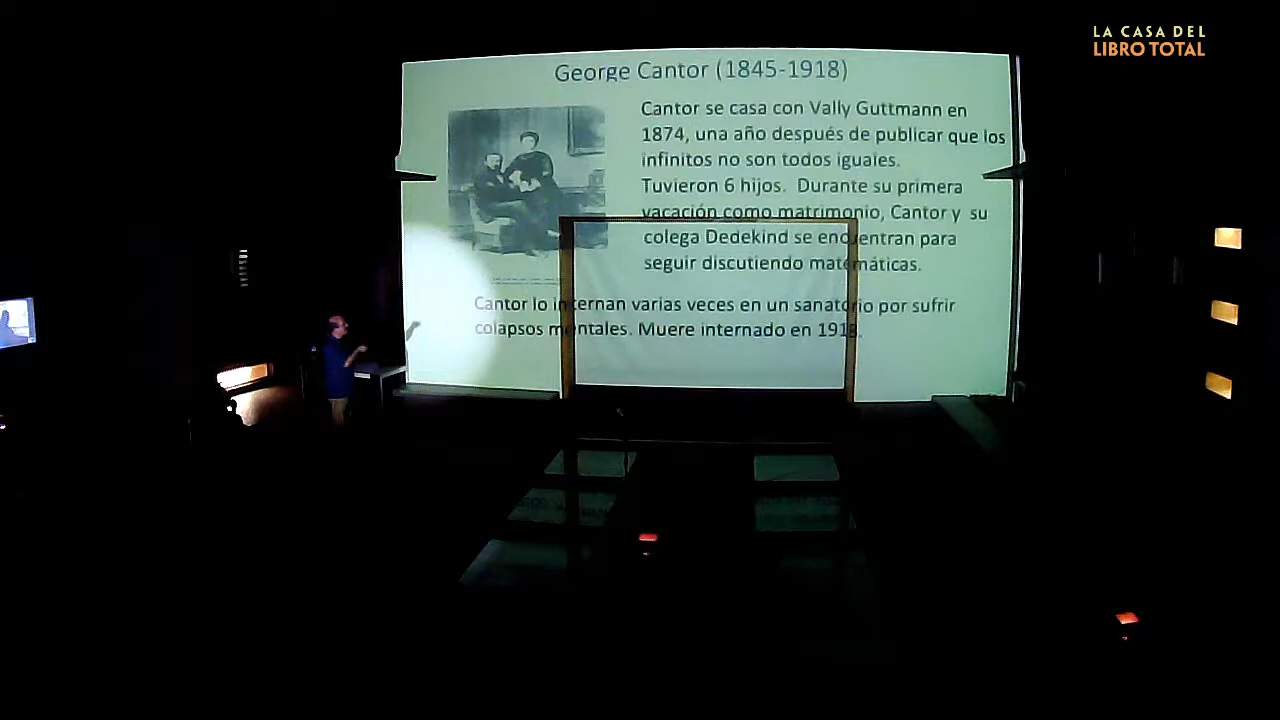 LA CASA DEL
LIBRO TOTAL
George Cantor (1845-1918)
Cantor se casa con Vally Guttmann en
1874, una año después de publicar que los
infinitos no son todos iguales.
Tuvieron 6 hijos. Durante su primera
vacación como matrimonio, Cantor y su
colega Dedekind se encuentran para
seguir discutiendo matemáticas.
Cantor lo internan varias veces en un sanatorio por sufrir
colapsos mentales. Muere internado en 1918.